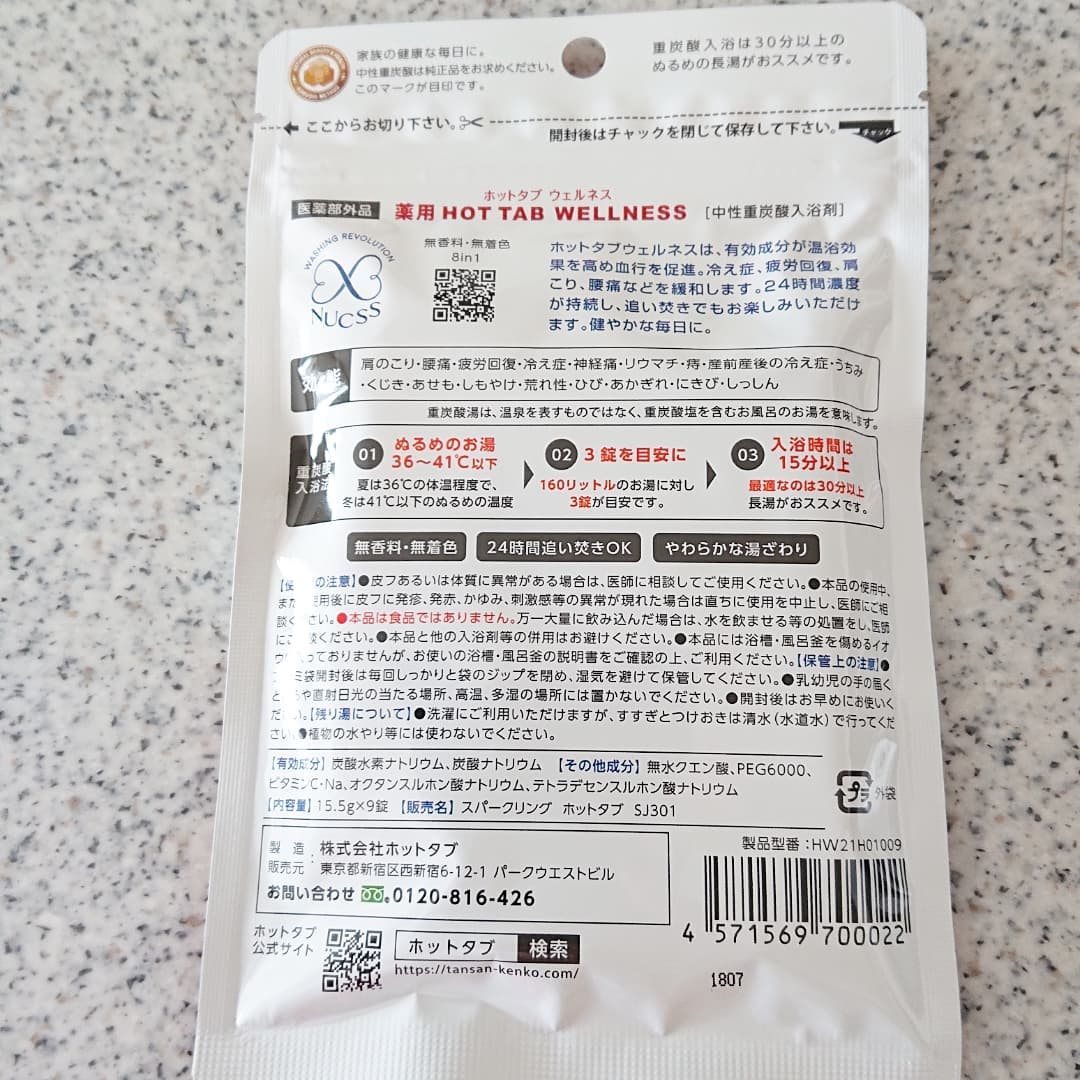 家族の健康な毎日に。
中性重炭酸は純正品をお求めください。
このマークが目印です。
重炭酸入浴は30分以上の
ぬるめの長湯がおススメです。
ここからお切り下さい。
開封後はチャックを閉じて保存して下さい。
チャック
医薬部外品
ホットタブ ウェルネス
薬用 HOT TAB WELLNESS [中性重炭酸入浴剤]
WASHING REVOLUTION
NUCSS
無香料・無着色
8in1
ホットタブウェルネスは、有効成分が温浴効
果を高め血行を促進。冷え症、疲労回復、肩
こり、腰痛などを緩和します。24時間濃度
が持続し、追い焚きでもお楽しみいただけ
ます。健やかな毎日に。
肩のこり・腰痛・疲労回復・冷え症・神経痛・リウマチ・痔・産前産後の冷え症・うちみ
・くじき・あせも・しもやけ・荒れ性・ひび・あかぎれ・にきび・しっしん
重炭酸湯は、温泉を表すものではなく、重炭酸塩を含むお風呂のお湯を意味します。
重炭酸
入浴法
01 ぬるめのお湯
36〜41℃以下
夏は36℃の体温程度で、
冬は41℃以下のぬるめの温度
02 3錠を目安に
160リットルのお湯に対し
3錠が目安です。
03 入浴時間は
15分以上
最適なのは30分以上
長湯がおススメです。
無香料・無着色 24時間追い焚きOK やわらかな湯ざわり
の注意】●皮フあるいは体質に異常がある場合は、医師に相談してご使用ください。●本品の使用中、
また使用後に皮フに発疹、発赤、かゆみ、刺激感等の異常が現れた場合は直ちに使用を中止し、医師にご相
談ください。●本品は食品ではありません。万一大量に飲み込んだ場合は、水を飲ませる等の処置をし、医師
にご相談ください。●本品と他の入浴剤等の併用はお避けください。●本品には浴槽・風呂釜を傷めるイオ
ウは入っておりませんが、お使いの浴槽・風呂釜の説明書をご確認の上、ご利用ください。【保管上の注意】●
ミ袋開封後は毎回しっかりと袋のジップを閉め、湿気を避けて保管してください。●乳幼児の手の届く
ところや直射日光の当たる場所、高温、多湿の場所には置かないでください。●開封後はお早めにお使いく
ださい。【残り湯について】●洗濯にご利用いただけますが、すすぎとつけおきは清水(水道水)で行ってくだ
さい。●植物の水やり等には使わないでください。
【有効成分】炭酸水素ナトリウム、炭酸ナトリウム 【その他成分】無水クエン酸、PEG6000、
ビタミンC・Na、オクタンスルホン酸ナトリウム、テトラデセンスルホン酸ナトリウム
【内容量】15.5g×9錠 【販売名】スパークリング ホットタブ SJ301
プラ 外袋
製造
販売元 : 株式会社ホットタブ
東京都新宿区西新宿6-12-1 パークウエストビル
お問い合わせ 0120-816-426
製品型番:HW21H01009
4 571569 700022
ホットタブ
公式サイト
ホットタブ 検索
https://tansan-kenko.com/
1807